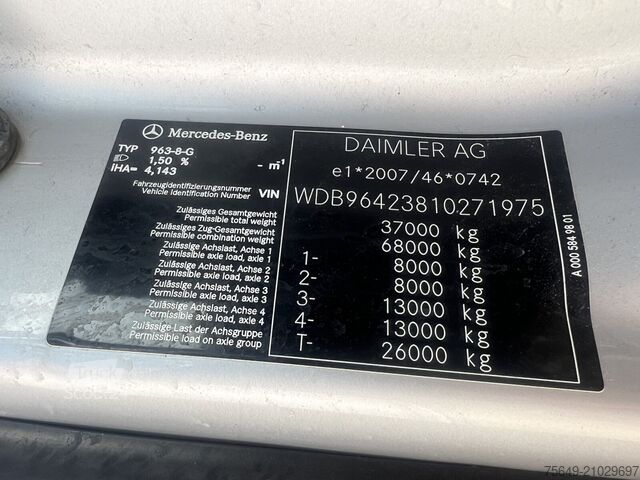 Mercedes-Benz
TYP 963-8-G
1,50 % - m⁻¹
iHA= 4,143
Fahrzeugidentifizierungsnummer
Vehicle Identification Number VIN
Zulässiges Gesamtgewicht
Permissible total weight
Zulässiges Zug-Gesamtgewicht
Permissible combination weight
Zulässige Achslast, Achse 1
Permissible axle load, axle 1
Zulässige Achslast, Achse 2
Permissible axle load, axle 2
Zulässige Achslast, Achse 3
Permissible axle load, axle 3
Zulässige Achslast, Achse 4
Permissible axle load, axle 4
Zulässige Last der Achsgruppe
Permissible load on axle group
DAIMLER AG
e1*2007/46*0742
WDB96423810271975
37000 kg
68000 kg
1- 8000 kg
2- 8000 kg
3- 13000 kg
4- 13000 kg
T- 26000 kg
A 000 584 98 01
Truck
Scout24
75649-21029697